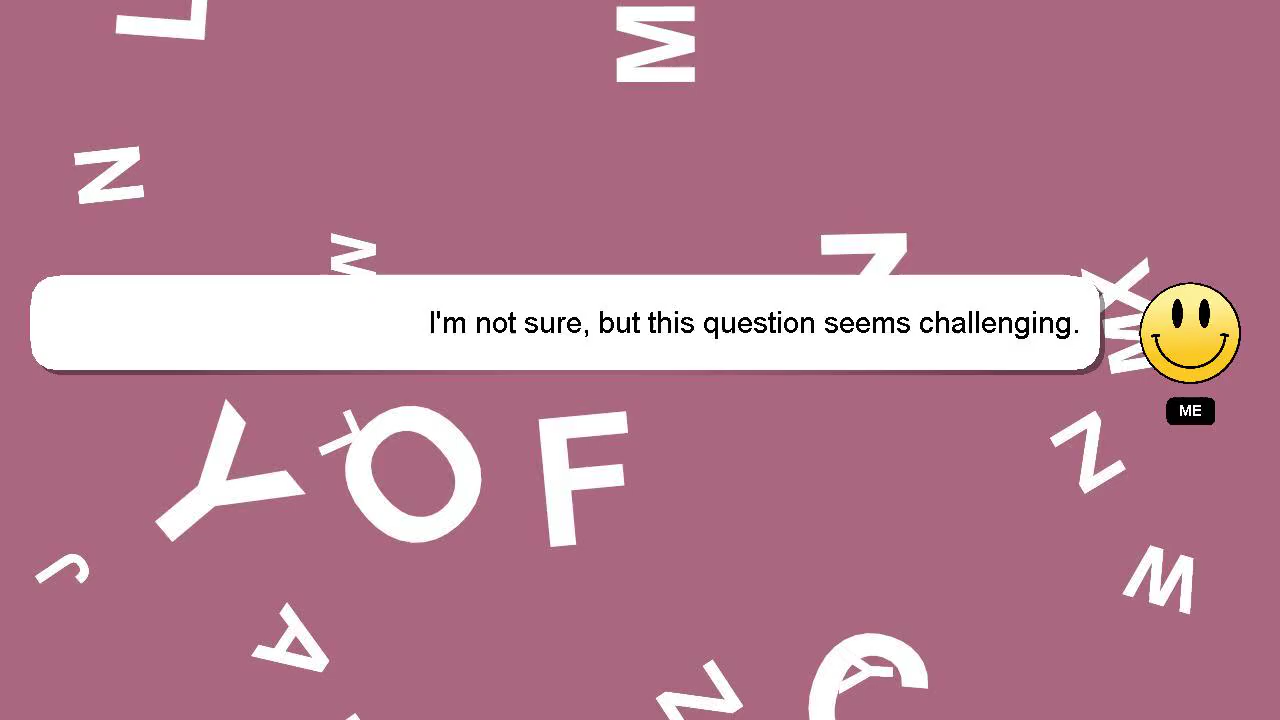 L
M
N
M
Z
X
M
I'm not sure, but this question seems challenging.
ME
Y
X
O
F
Z
J
W
A
N
C
A